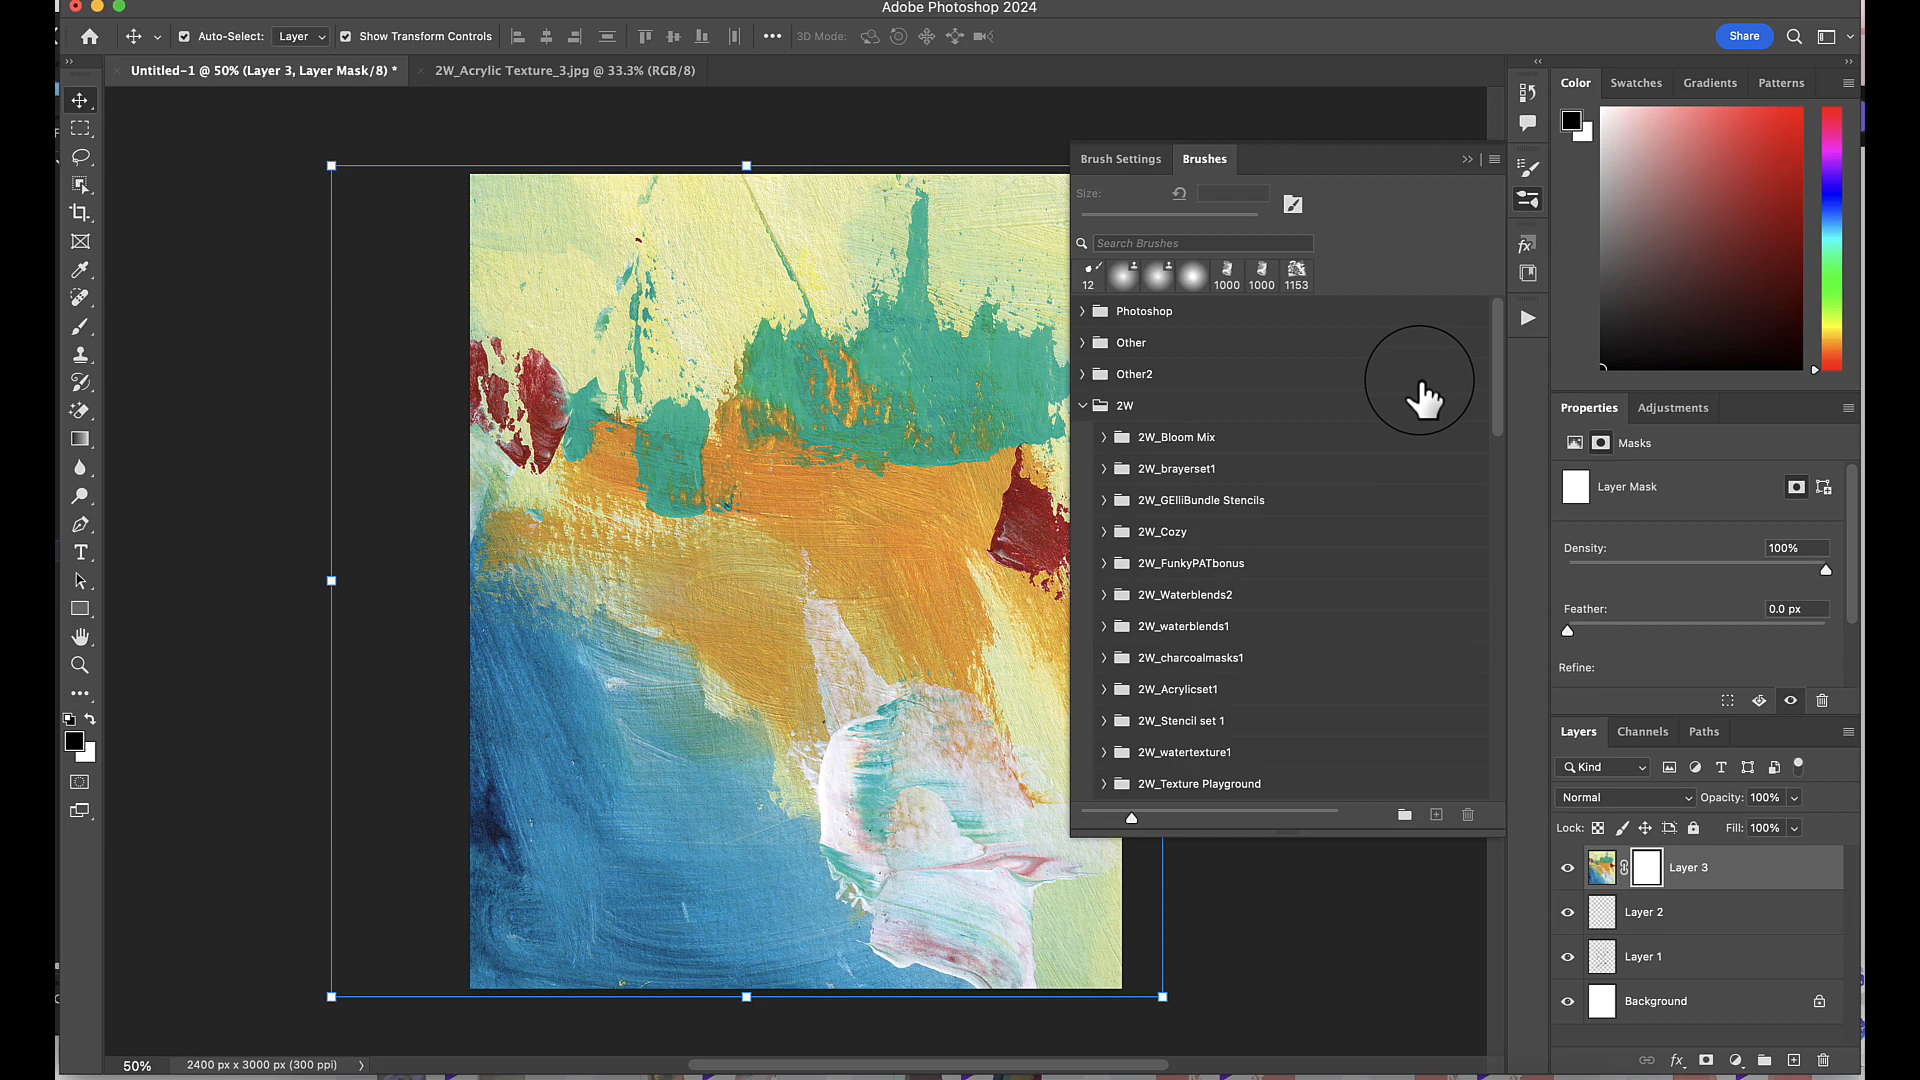 Adobe Photoshop 2024
Auto-Select: Layer Show Transform Controls 3D Mode: Share
Untitled-1 @ 50% (Layer 3, Layer Mask/8) * 2W_Acrylic Texture_3.jpg @ 33.3% (RGB/8)
Color Swatches Gradients Patterns
Brush Settings Brushes
Size:
Search Brushes
12 1000 1000 1153
Photoshop
Other
Other2
2W
2W_Bloom Mix
2W_brayerset1
2W_GElliBundle Stencils
2W_Cozy
2W_FunkyPATbonus
2W_Waterblends2
2W_waterblends1
2W_charcoalmasks1
2W_Acrylicset1
2W_Stencil set 1
2W_watertexture1
2W_Texture Playground
Properties Adjustments
Masks
Layer Mask
Density: 100%
Feather: 0.0 px
Refine:
Layers Channels Paths
Kind
Normal Opacity: 100%
Lock: Fill: 100%
Layer 3
Layer 2
Layer 1
Background
fx
50% 2400 px x 3000 px (300 ppi)